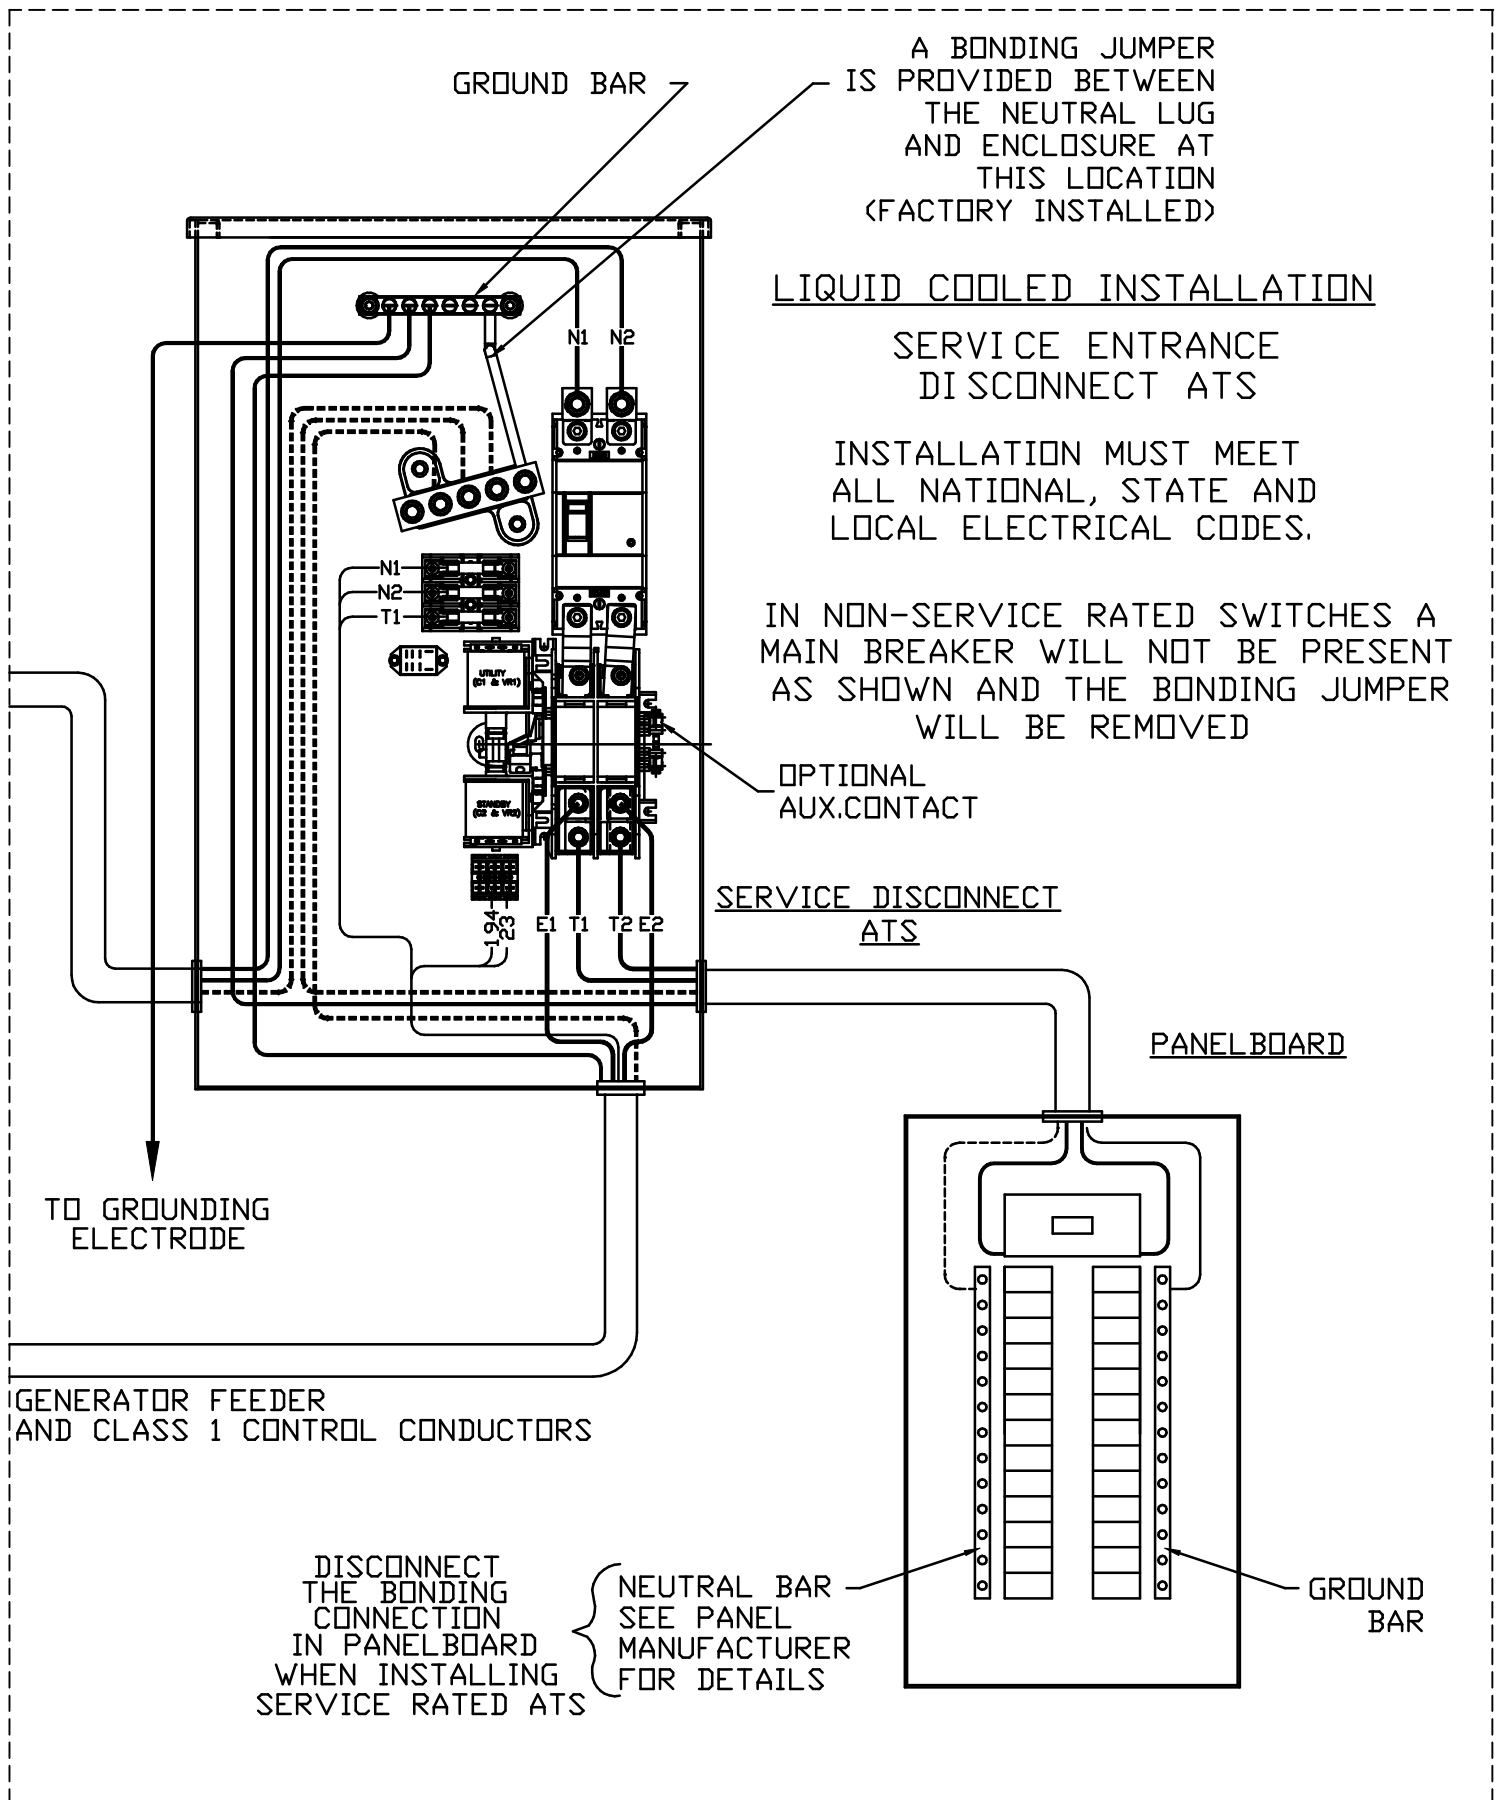 GROUND BAR
A BONDING JUMPER
IS PROVIDED BETWEEN
THE NEUTRAL LUG
AND ENCLOSURE AT
THIS LOCATION
(FACTORY INSTALLED)
LIQUID COOLED INSTALLATION
SERVICE ENTRANCE
DISCONNECT ATS
INSTALLATION MUST MEET
ALL NATIONAL, STATE AND
LOCAL ELECTRICAL CODES.
IN NON-SERVICE RATED SWITCHES A
MAIN BREAKER WILL NOT BE PRESENT
AS SHOWN AND THE BONDING JUMPER
WILL BE REMOVED
N1 N2
N1
N2
T1
UTILITY
(C1 & VR1)
STANDBY
(C2 & VR2)
OPTIONAL
AUX.CONTACT
194
23
E1 T1 T2 E2
SERVICE DISCONNECT
ATS
PANELBOARD
TO GROUNDING
ELECTRODE
GENERATOR FEEDER
AND CLASS 1 CONTROL CONDUCTORS
DISCONNECT
THE BONDING
CONNECTION
IN PANELBOARD
WHEN INSTALLING
SERVICE RATED ATS
NEUTRAL BAR
SEE PANEL
MANUFACTURER
FOR DETAILS
GROUND
BAR